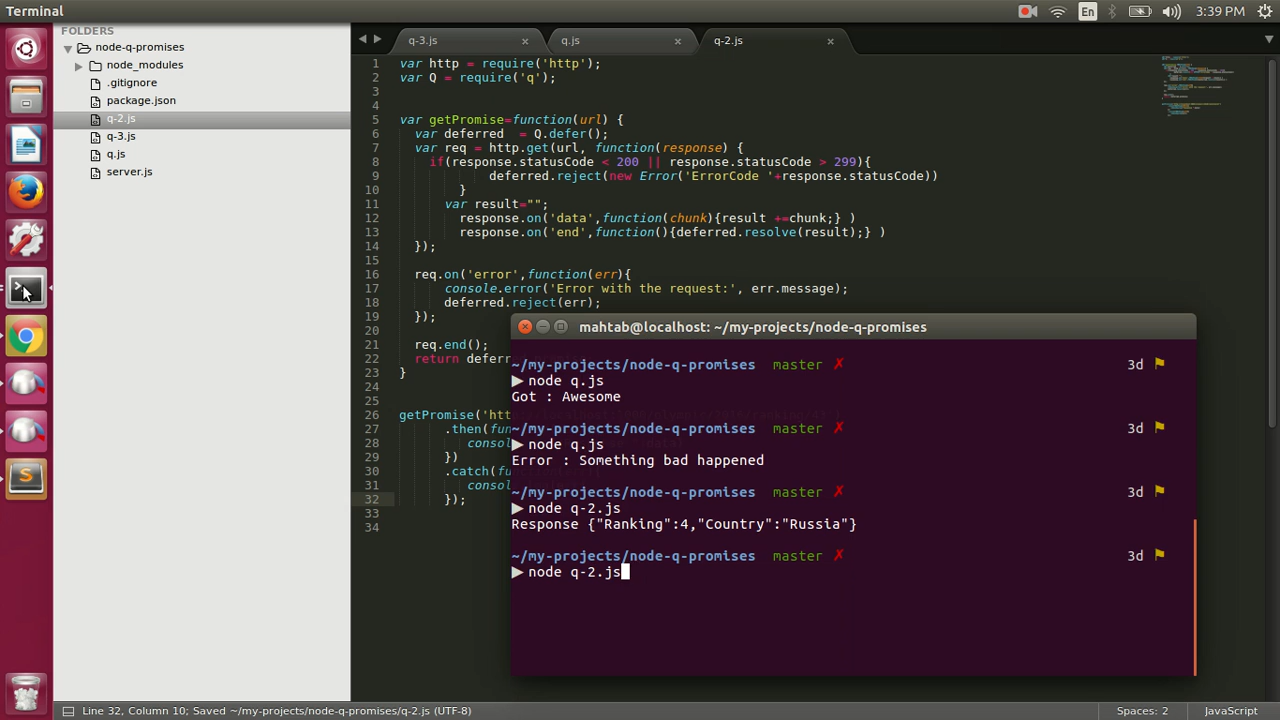 Terminal
En
3:39 PM
FOLDERS
node-q-promises
node_modules
.gitignore
package.json
q-2.js
q-3.js
q.js
server.js
q-3.js
q.js
q-2.js
1 var http = require('http');
2 var Q = require('q');
3
4
5 var getPromise=function(url) {
6 var deferred = Q.defer();
7 var req = http.get(url, function(response) {
8 if(response.statusCode < 200 || response.statusCode > 299){
9 deferred.reject(new Error('ErrorCode '+response.statusCode))
10 }
11 var result="";
12 response.on('data',function(chunk){result +=chunk;} )
13 response.on('end',function(){deferred.resolve(result);} )
14 });
15
16 req.on('error',function(err){
17 console.error('Error with the request:', err.message);
18 deferred.reject(err);
19 });
20
21 req.end();
22 return defer
23 }
24
25
26 getPromise('htt
27 .then(fu
28 conso
29 })
30 .catch(fu
31 conso
32 });
33
34
mahtab@localhost: ~/my-projects/node-q-promises
~/my-projects/node-q-promises master ✗ 3d ⚑
▶ node q.js
Got : Awesome
~/my-projects/node-q-promises master ✗ 3d ⚑
▶ node q.js
Error : Something bad happened
~/my-projects/node-q-promises master ✗ 3d ⚑
▶ node q-2.js
Response {"Ranking":4,"Country":"Russia"}
~/my-projects/node-q-promises master ✗ 3d ⚑
▶ node q-2.js
Line 32, Column 10; Saved ~/my-projects/node-q-promises/q-2.js (UTF-8)
Spaces: 2
JavaScript